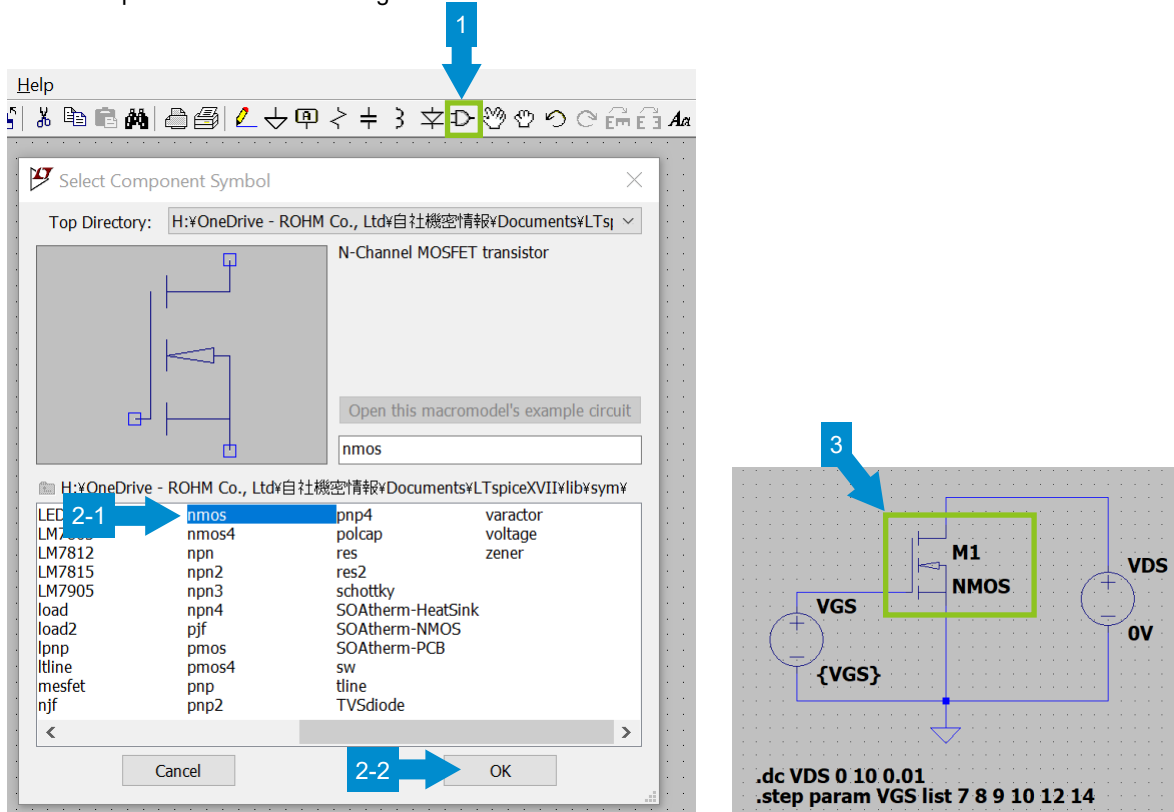 1
Help
Aa
Select Component Symbol
Top Directory:
H:¥OneDrive - ROHM Co., Ltd¥自社機密情報¥Documents¥LTsp
N-Channel MOSFET transistor
Open this macromodel's example circuit
nmos
H:¥OneDrive - ROHM Co., Ltd¥自社機密情報¥Documents¥LTspiceXVII¥lib¥sym¥
2-1
LED
LM7812
LM7815
LM7905
load
load2
lpnp
ltline
mesfet
njf
nmos
nmos4
npn
npn2
npn3
npn4
pjf
pmos
pmos4
pnp
pnp2
pnp4
polcap
res
res2
schottky
SOAtherm-HeatSink
SOAtherm-NMOS
SOAtherm-PCB
sw
tline
TVSdiode
varactor
voltage
zener
Cancel
2-2
OK
3
M1
NMOS
VDS
0V
VGS
{VGS}
.dc VDS 0 10 0.01
.step param VGS list 7 8 9 10 12 14